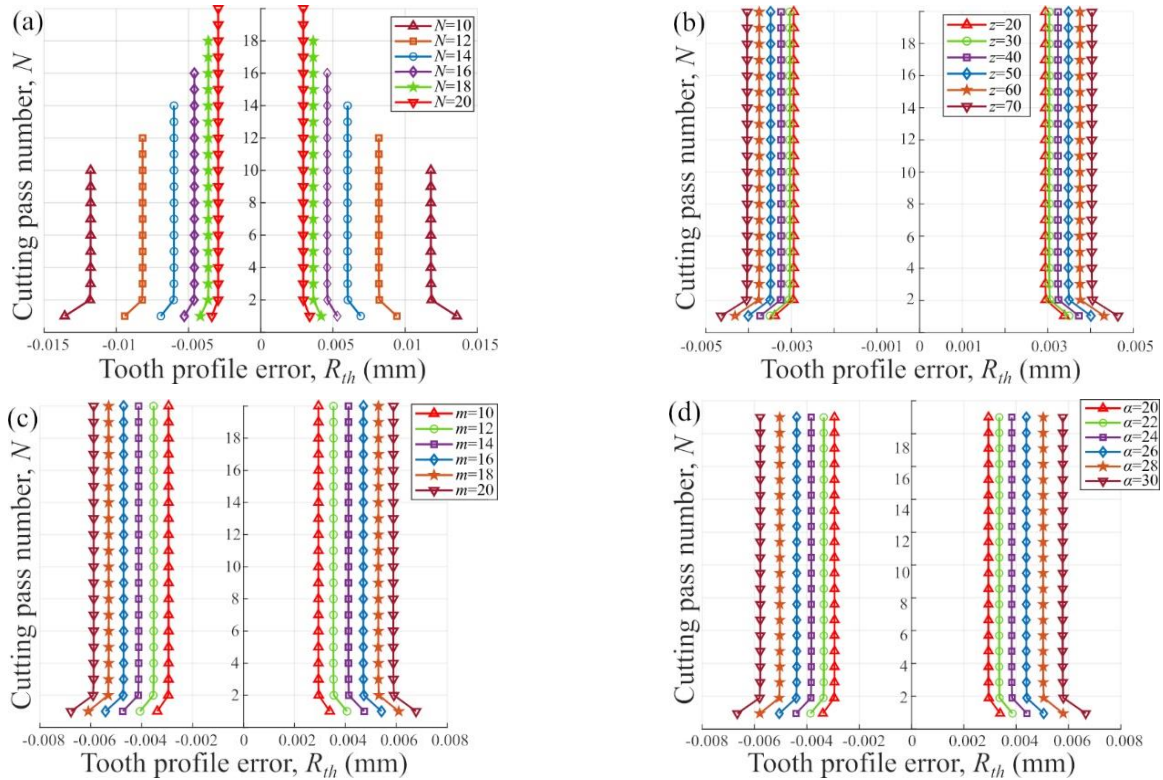 (a)
Cutting pass number, N
18
16
14
12
10
8
6
4
2
N=10
N=12
N=14
N=16
N=18
N=20
-0.015 -0.01 -0.005 0 0.005 0.01 0.015
Tooth profile error, Rth (mm)
(b)
Cutting pass number, N
18
16
14
12
10
8
6
4
2
z=20
z=30
z=40
z=50
z=60
z=70
-0.005 -0.003 -0.001 0 0.001 0.003 0.005
Tooth profile error, Rth (mm)
(c)
Cutting pass number, N
18
16
14
12
10
8
6
4
2
0
m=10
m=12
m=14
m=16
m=18
m=20
-0.008 -0.006 -0.004 -0.002 0 0.002 0.004 0.006 0.008
Tooth profile error, Rth (mm)
(d)
Cutting pass number, N
18
16
14
12
10
8
6
4
2
α=20
α=22
α=24
α=26
α=28
α=30
-0.008 -0.006 -0.004 -0.002 0 0.002 0.004 0.006 0.008
Tooth profile error, Rth (mm)